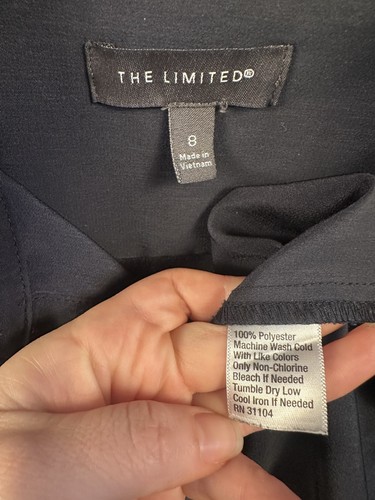 THE LIMITED®
8
Made in
Vietnam
100% Polyester
Machine Wash Cold
With Like Colors
Only Non-Chlorine
Bleach If Needed
Tumble Dry Low
Cool Iron If Needed
RN 31104